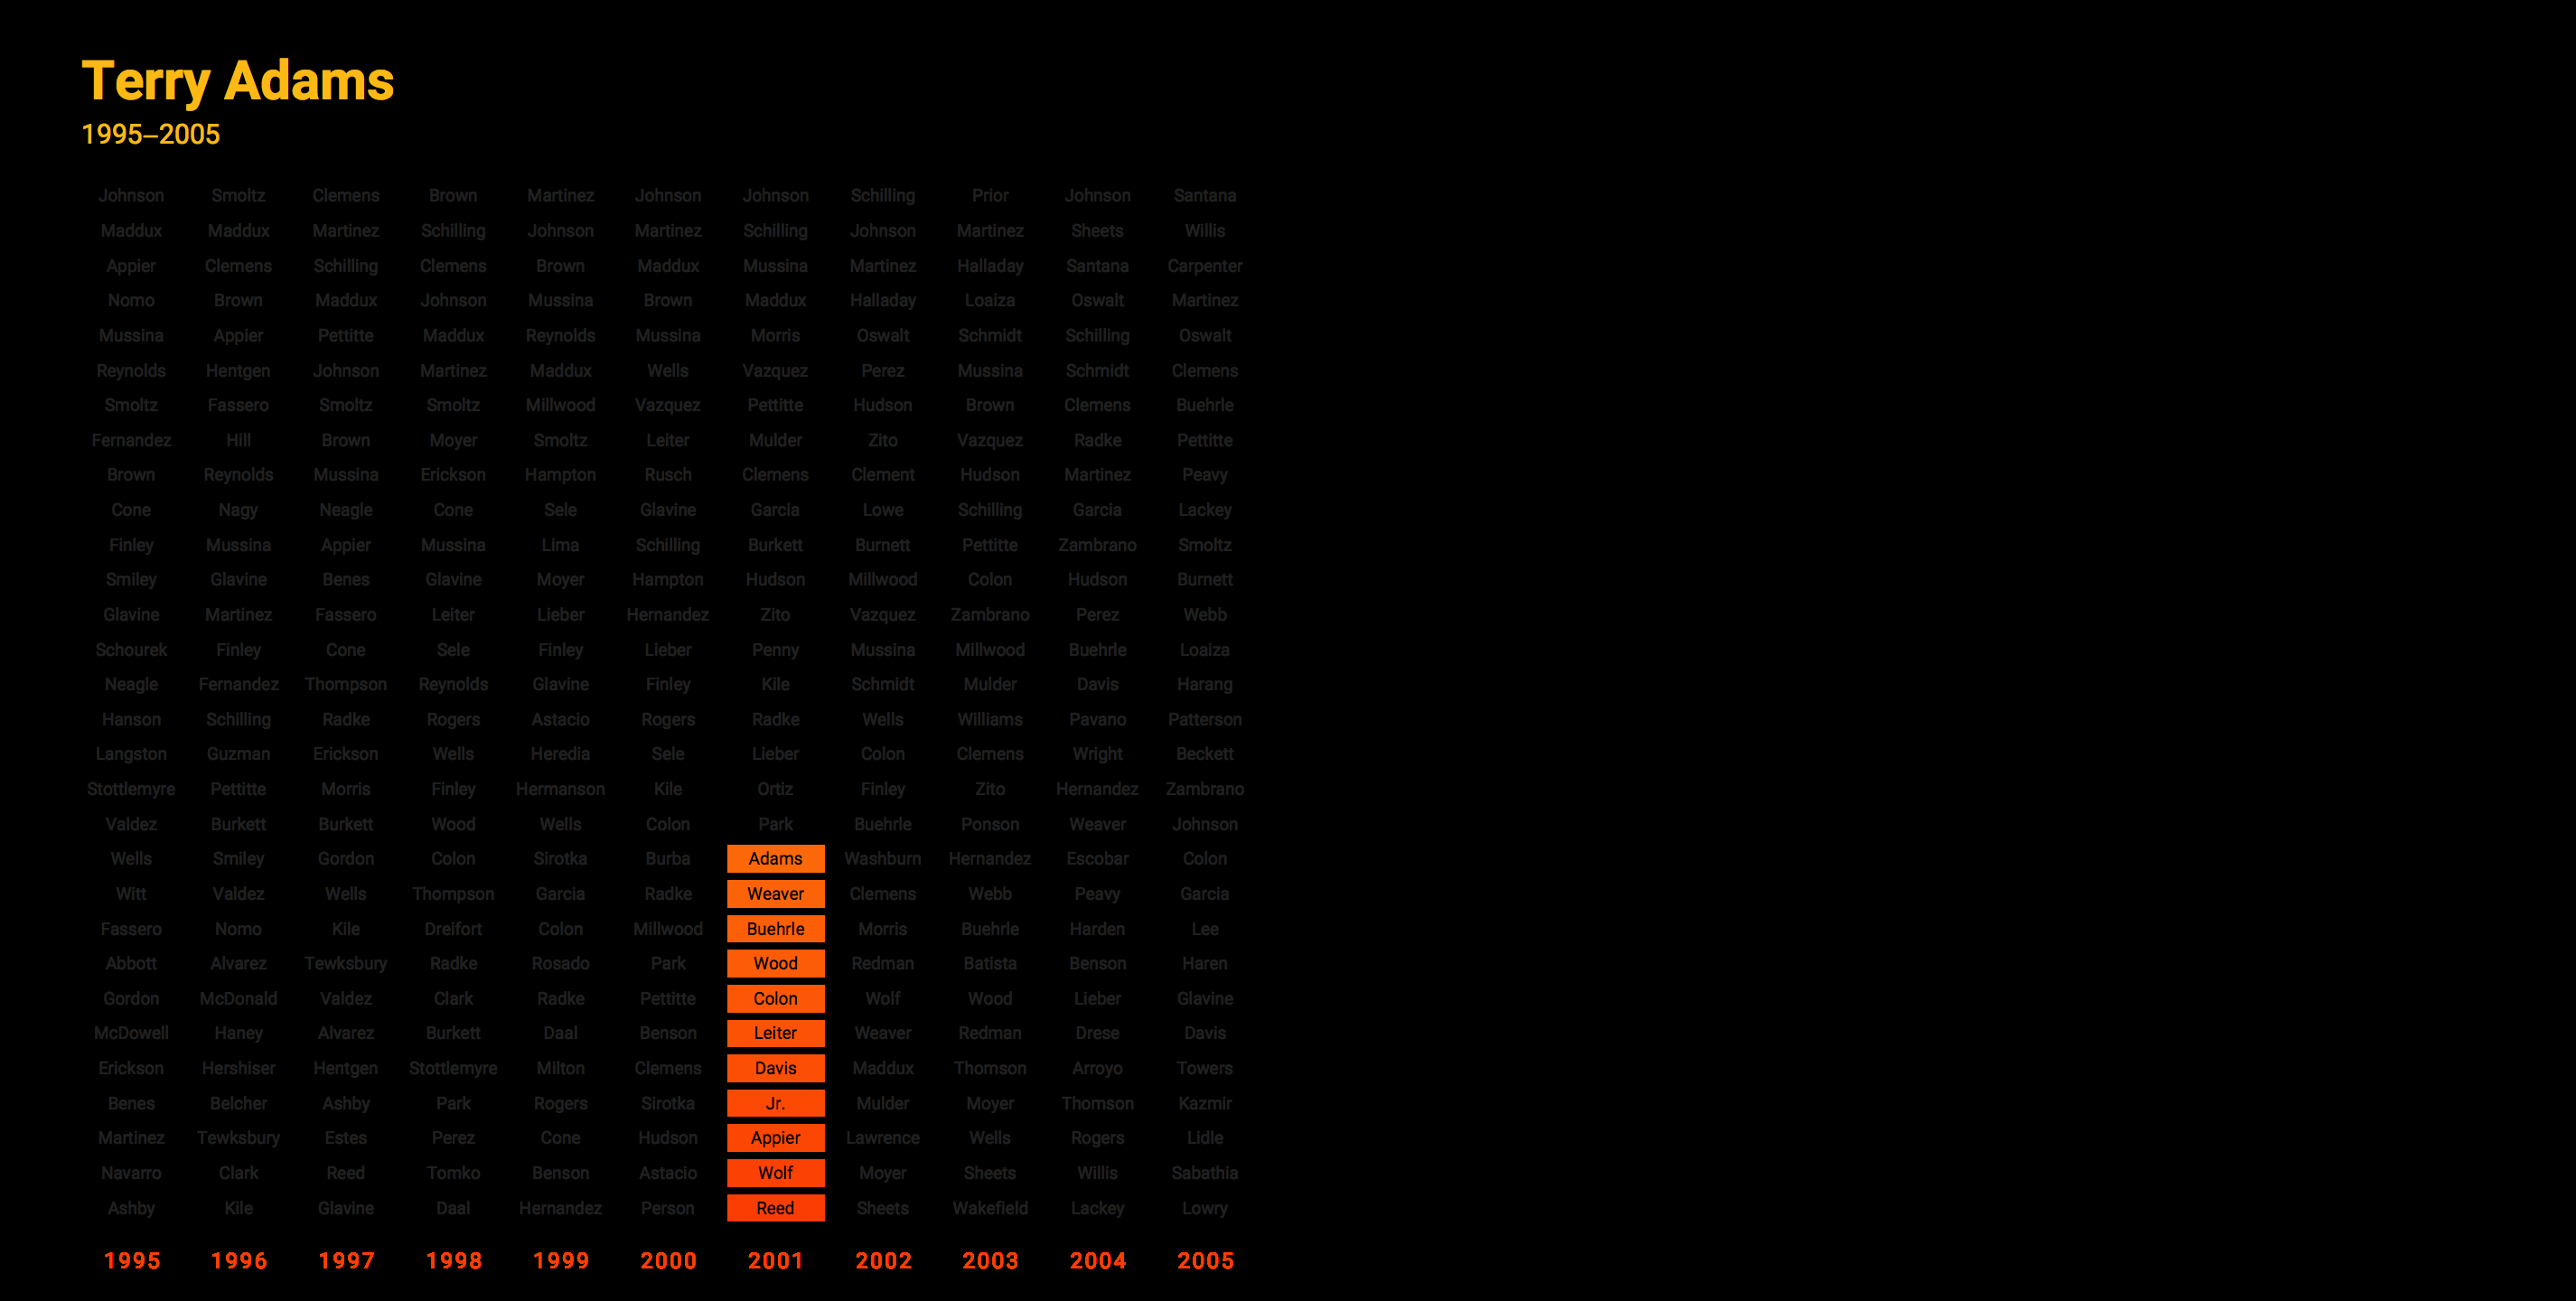 Terry Adams
1995–2005
Johnson Smoltz Clemens Brown Martinez Johnson Johnson Schilling Prior Johnson Santana
Maddux Maddux Martinez Schilling Johnson Martinez Schilling Johnson Martinez Sheets Willis
Appier Clemens Schilling Clemens Brown Maddux Mussina Martinez Halladay Santana Carpenter
Nomo Brown Maddux Johnson Mussina Brown Maddux Halladay Loaiza Oswalt Martinez
Mussina Appier Pettitte Maddux Reynolds Mussina Morris Oswalt Schmidt Schilling Oswalt
Reynolds Hentgen Johnson Martinez Maddux Wells Vazquez Perez Mussina Schmidt Clemens
Smoltz Fassero Smoltz Smoltz Millwood Vazquez Pettitte Hudson Brown Clemens Buehrle
Fernandez Hill Brown Moyer Smoltz Leiter Mulder Zito Vazquez Radke Pettitte
Brown Reynolds Mussina Erickson Hampton Rusch Clemens Clement Hudson Martinez Peavy
Cone Nagy Neagle Cone Sele Glavine Garcia Lowe Schilling Garcia Lackey
Finley Mussina Appier Mussina Lima Schilling Burkett Burnett Pettitte Zambrano Smoltz
Smiley Glavine Benes Glavine Moyer Hampton Hudson Millwood Colon Hudson Burnett
Glavine Martinez Fassero Leiter Lieber Hernandez Zito Vazquez Zambrano Perez Webb
Schourek Finley Cone Sele Finley Lieber Penny Mussina Millwood Buehrle Loaiza
Neagle Fernandez Thompson Reynolds Glavine Finley Kile Schmidt Mulder Davis Harang
Hanson Schilling Radke Rogers Astacio Rogers Radke Wells Williams Pavano Patterson
Langston Guzman Erickson Wells Heredia Sele Lieber Colon Clemens Wright Beckett
Stottlemyre Pettitte Morris Finley Hermanson Kile Ortiz Finley Zito Hernandez Zambrano
Valdez Burkett Burkett Wood Wells Colon Park Buehrle Ponson Weaver Johnson
Wells Smiley Gordon Colon Sirotka Burba Adams Washburn Hernandez Escobar Colon
Witt Valdez Wells Thompson Garcia Radke Weaver Clemens Webb Peavy Garcia
Fassero Nomo Kile Dreifort Colon Millwood Buehrle Morris Buehrle Harden Lee
Abbott Alvarez Tewksbury Radke Rosado Park Wood Redman Batista Benson Haren
Gordon McDonald Valdez Clark Radke Pettitte Colon Wolf Wood Lieber Glavine
McDowell Haney Alvarez Burkett Daal Benson Leiter Weaver Redman Drese Davis
Erickson Hershiser Hentgen Stottlemyre Milton Clemens Davis Maddux Thomson Arroyo Towers
Benes Belcher Ashby Park Rogers Sirotka Jr. Mulder Moyer Thomson Kazmir
Martinez Tewksbury Estes Perez Cone Hudson Appier Lawrence Wells Rogers Lidle
Navarro Clark Reed Tomko Benson Astacio Wolf Moyer Sheets Willis Sabathia
Ashby Kile Glavine Daal Hernandez Person Reed Sheets Wakefield Lackey Lowry
1995 1996 1997 1998 1999 2000 2001 2002 2003 2004 2005